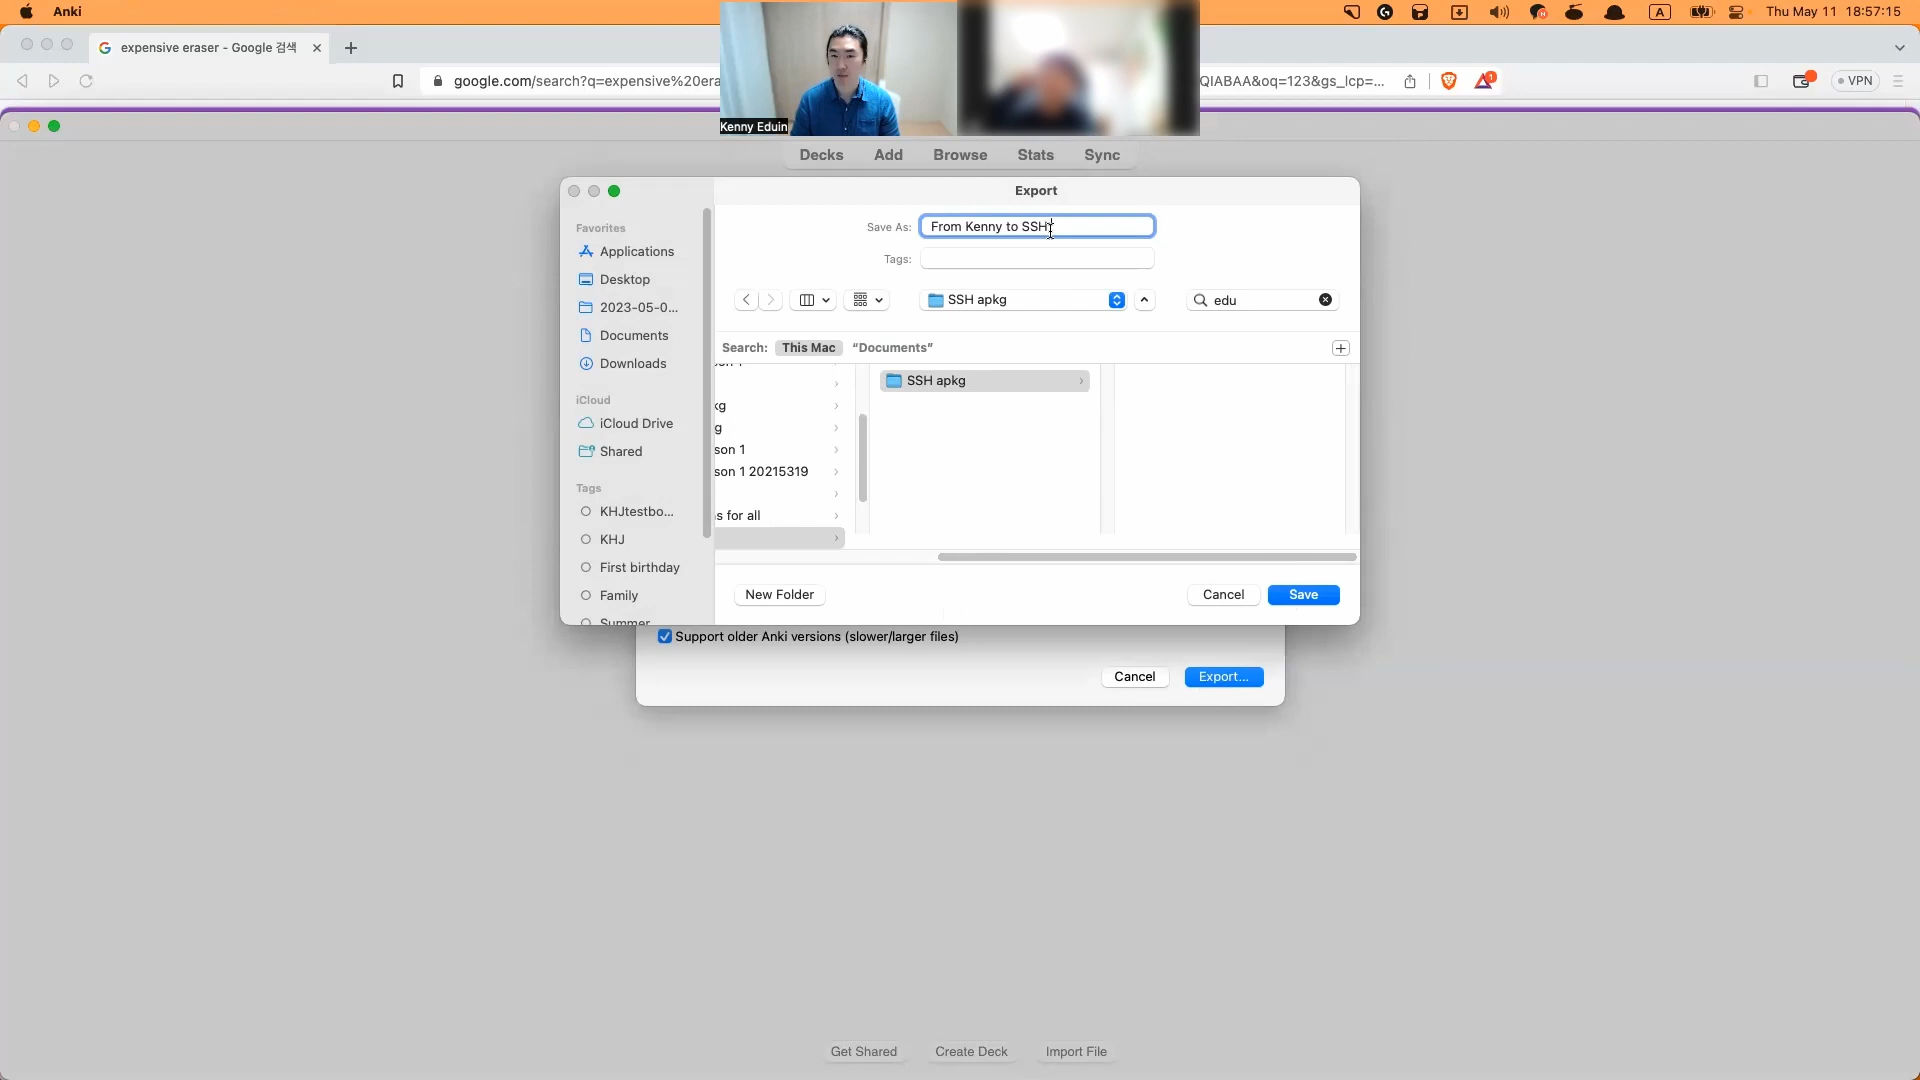 Anki
Thu May 11 18:57:15
expensive eraser - Google 검색
google.com/search?q=expensive%20era
QIABAA&oq=123&gs_lcp=...
VPN
Kenny Eduin
Decks Add Browse Stats Sync
Export
Save As: From Kenny to SSH
Tags:
SSH apkg
edu
Search: This Mac “Documents”
Favorites
Applications
Desktop
2023-05-0...
Documents
Downloads
iCloud
iCloud Drive
Shared
Tags
KHJtestbo...
KHJ
First birthday
Family
Summer
kg
g
son 1
son 1 20215319
s for all
SSH apkg
New Folder
Cancel Save
Support older Anki versions (slower/larger files)
Cancel Export...
Get Shared Create Deck Import File